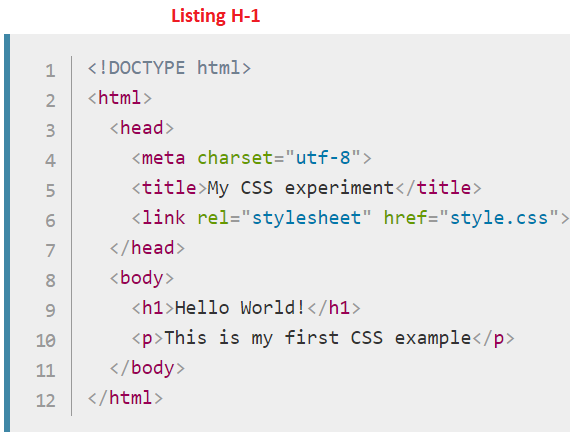 Listing H-1
1 <!DOCTYPE html>
2 <html>
3   <head>
4     <meta charset="utf-8">
5     <title>My CSS experiment</title>
6     <link rel="stylesheet" href="style.css">
7   </head>
8   <body>
9     <h1>Hello World!</h1>
10     <p>This is my first CSS example</p>
11   </body>
12 </html>